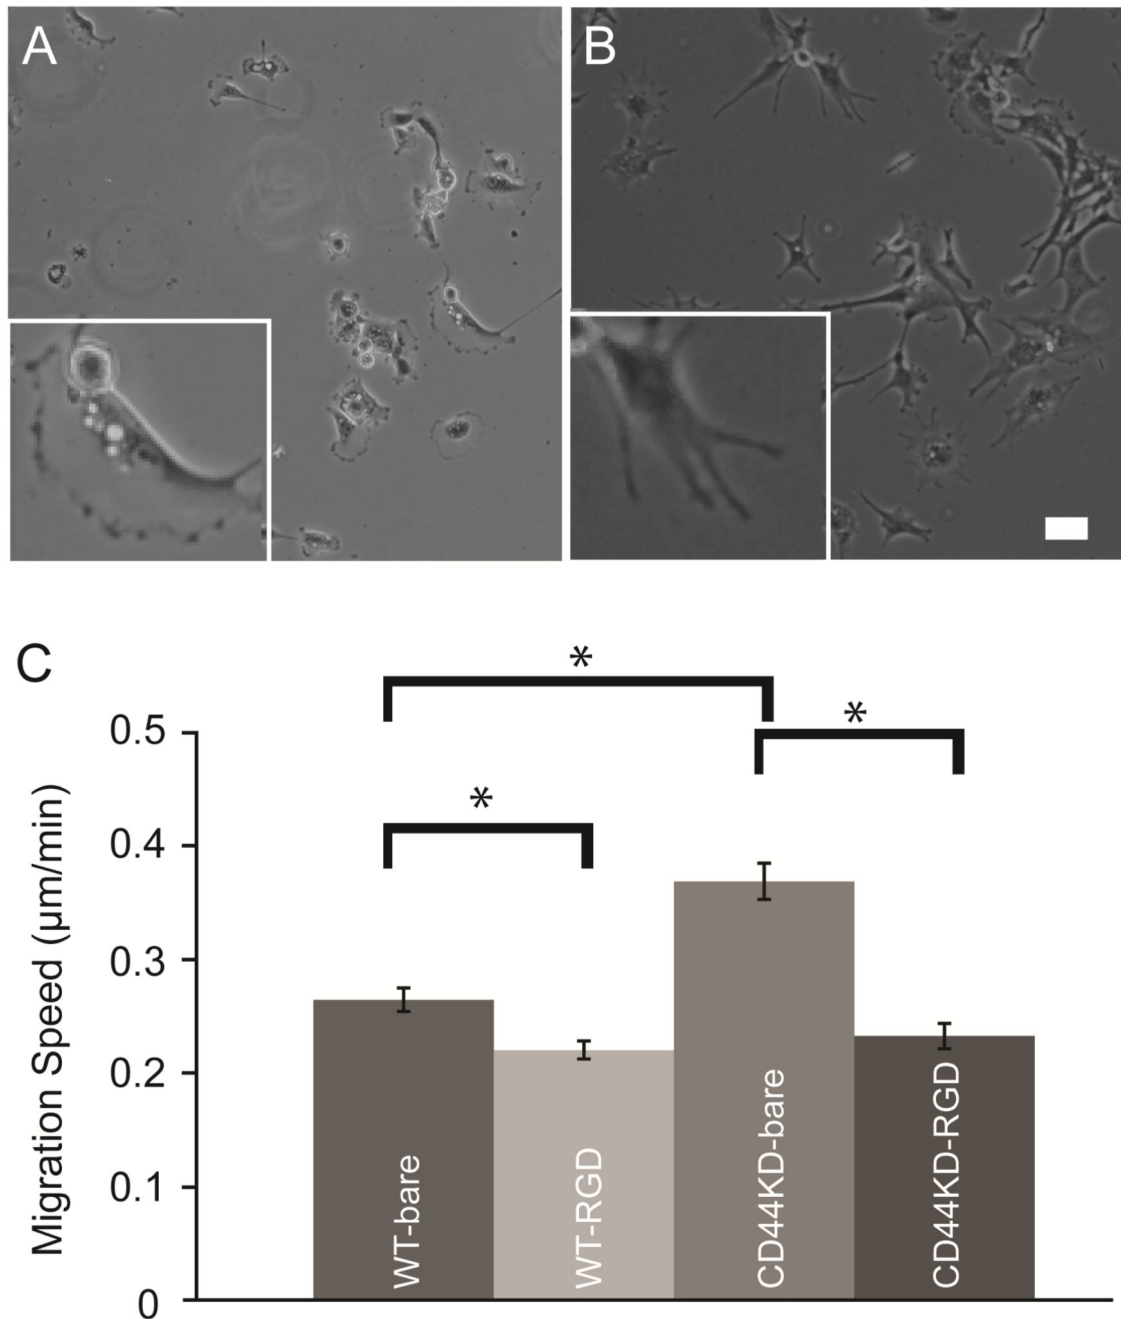 A
B
C
*
*
*
0.5
0.4
0.3
0.2
0.1
0
Migration Speed (µm/min)
WT-bare
WT-RGD
CD44KD-bare
CD44KD-RGD